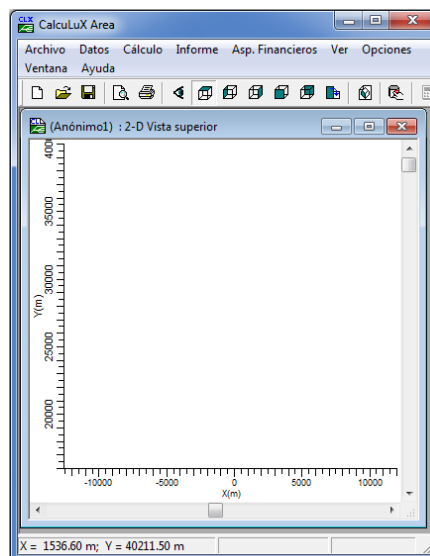 CLX
CalcuLuX Area
Archivo Datos Cálculo Informe Asp. Financieros Ver Opciones
Ventana Ayuda
(Anónimo1) : 2-D Vista superior
35000
30000
Y(m)
25000
20000
-10000 -5000 0 5000 10000
X(m)
X = 1536.60 m; Y = 40211.50 m